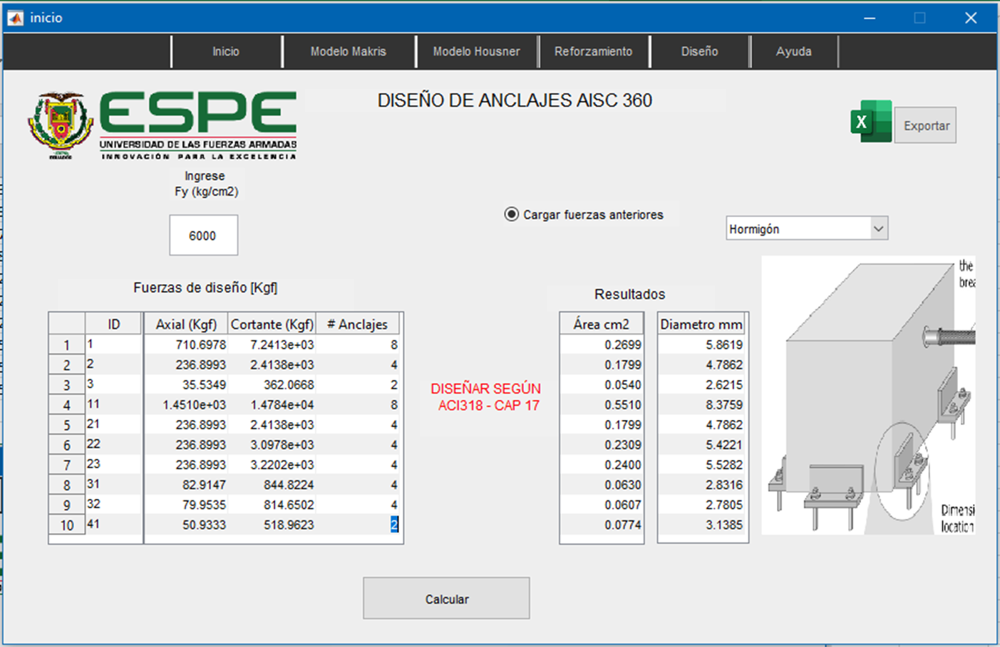 inicio
Inicio
Modelo Makris
Modelo Housner
Reforzamiento
Diseño
Ayuda
ESPE
UNIVERSIDAD DE LAS FUERZAS ARMADAS
INNOVACIÓN PARA LA EXCELENCIA
DISEÑO DE ANCLAJES AISC 360
X
Exportar
Ingrese
Fy (kg/cm2)
6000
Cargar fuerzas anteriores
Hormigón
Fuerzas de diseño [Kgf]
Resultados
ID Axial (Kgf) Cortante (Kgf) # Anclajes Área cm2 Diametro mm
1 1 710.6978 7.2413e+03 8 0.2699 5.8619
2 2 236.8993 2.4138e+03 4 0.1799 4.7862
3 3 35.5349 362.0668 2 0.0540 2.6215
4 11 1.4510e+03 1.4784e+04 8 0.5510 8.3759
5 21 236.8993 2.4138e+03 4 0.1799 4.7862
6 22 236.8993 3.0978e+03 4 0.2309 5.4221
7 23 236.8993 3.2202e+03 4 0.2400 5.5282
8 31 82.9147 844.8224 4 0.0630 2.8316
9 32 79.9535 814.6502 4 0.0607 2.7805
10 41 50.9333 518.9623 2 0.0774 3.1385
DISEÑAR SEGÚN
ACI318 - CAP 17
the
brea
Dimensi
location
Calcular